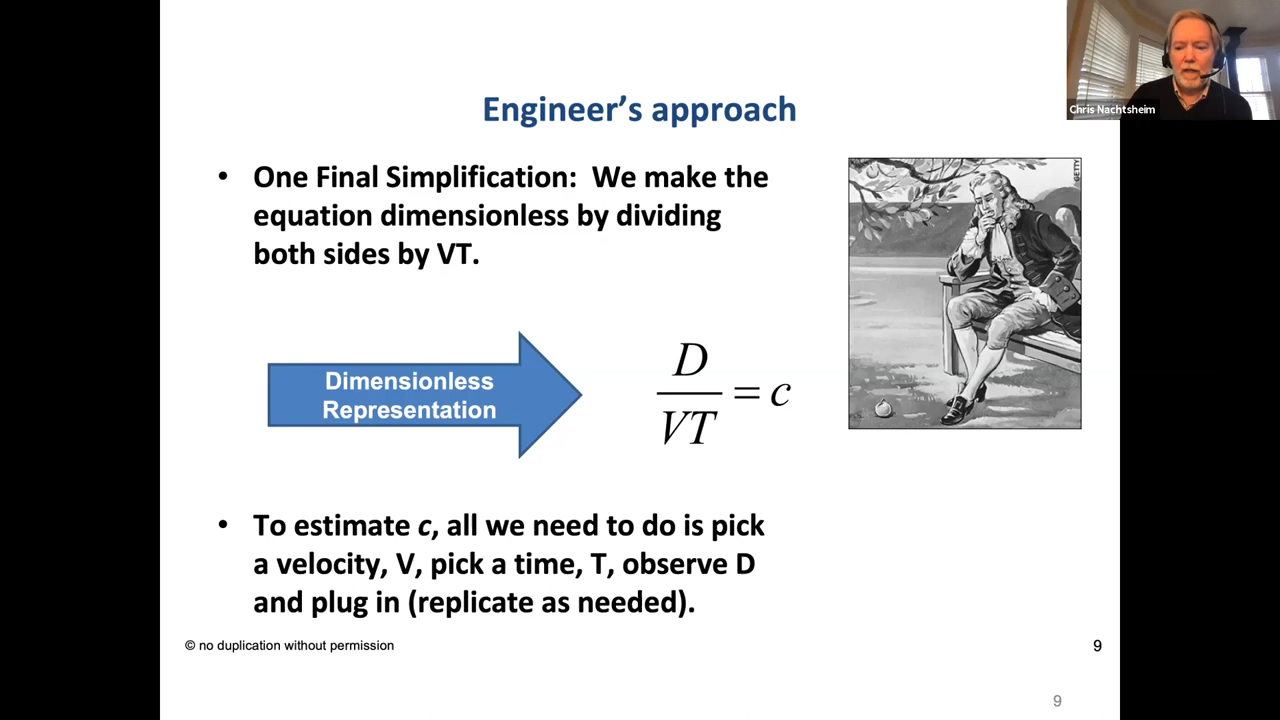 Chris Nachtsheim
Engineer’s approach
• One Final Simplification: We make the
equation dimensionless by dividing
both sides by VT.
GETTY
Dimensionless
Representation
D
VT
= c
• To estimate c, all we need to do is pick
a velocity, V, pick a time, T, observe D
and plug in (replicate as needed).
© no duplication without permission
9
9